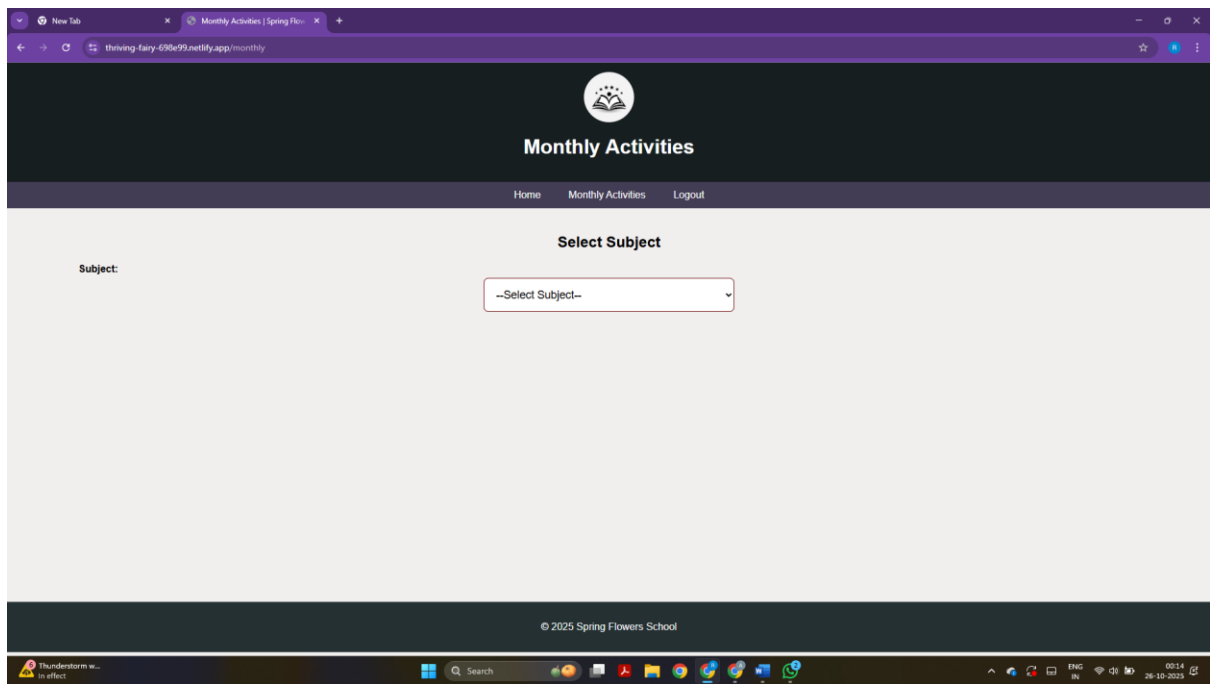 New Tab
Monthly Activities | Spring Flow
thriving-fairy-698e99.netlify.app/monthly
R
Monthly Activities
Home Monthly Activities Logout
Select Subject
Subject:
--Select Subject--
© 2025 Spring Flowers School
6
Thunderstorm w...
In effect
Search
ENG
IN
00:14
26-10-2025